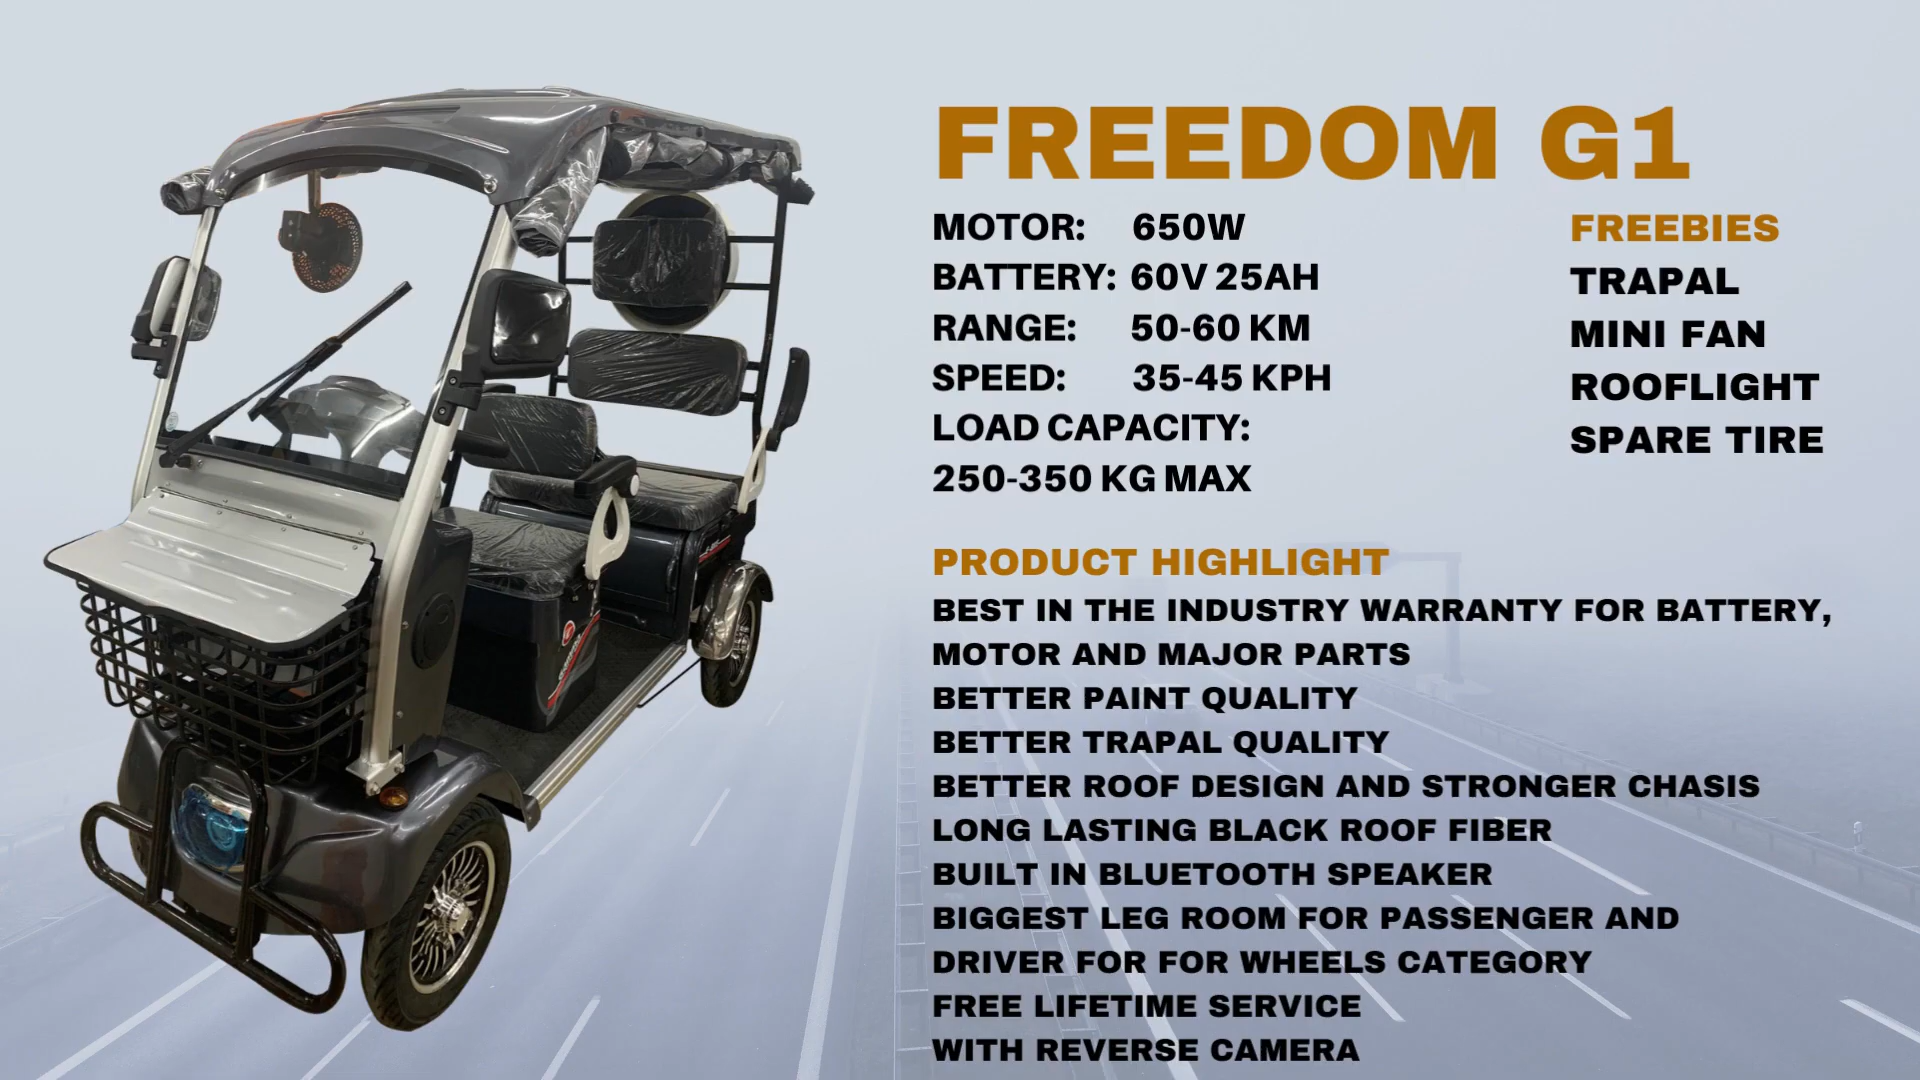 FREEDOM G1
MOTOR: 650W
BATTERY: 60V 25AH
RANGE: 50-60 KM
SPEED: 35-45 KPH
LOAD CAPACITY:
250-350 KG MAX
FREEBIES
TRAPAL
MINI FAN
ROOFLIGHT
SPARE TIRE
PRODUCT HIGHLIGHT
BEST IN THE INDUSTRY WARRANTY FOR BATTERY,
MOTOR AND MAJOR PARTS
BETTER PAINT QUALITY
BETTER TRAPAL QUALITY
BETTER ROOF DESIGN AND STRONGER CHASIS
LONG LASTING BLACK ROOF FIBER
BUILT IN BLUETOOTH SPEAKER
BIGGEST LEG ROOM FOR PASSENGER AND
DRIVER FOR FOR WHEELS CATEGORY
FREE LIFETIME SERVICE
WITH REVERSE CAMERA